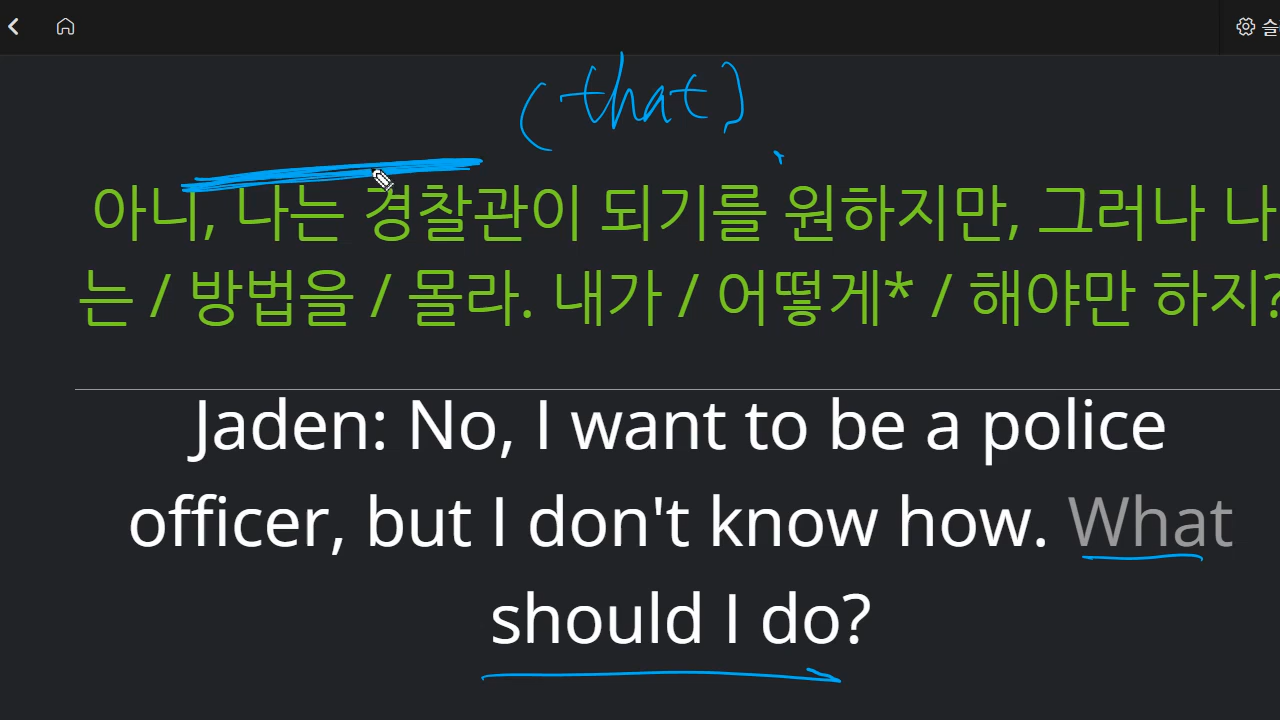 슬
(that)
아니, 나는 경찰관이 되기를 원하지만, 그러나 나
는 / 방법을 / 몰라. 내가 / 어떻게* / 해야만 하지?
Jaden: No, I want to be a police
officer, but I don't know how. What
should I do?